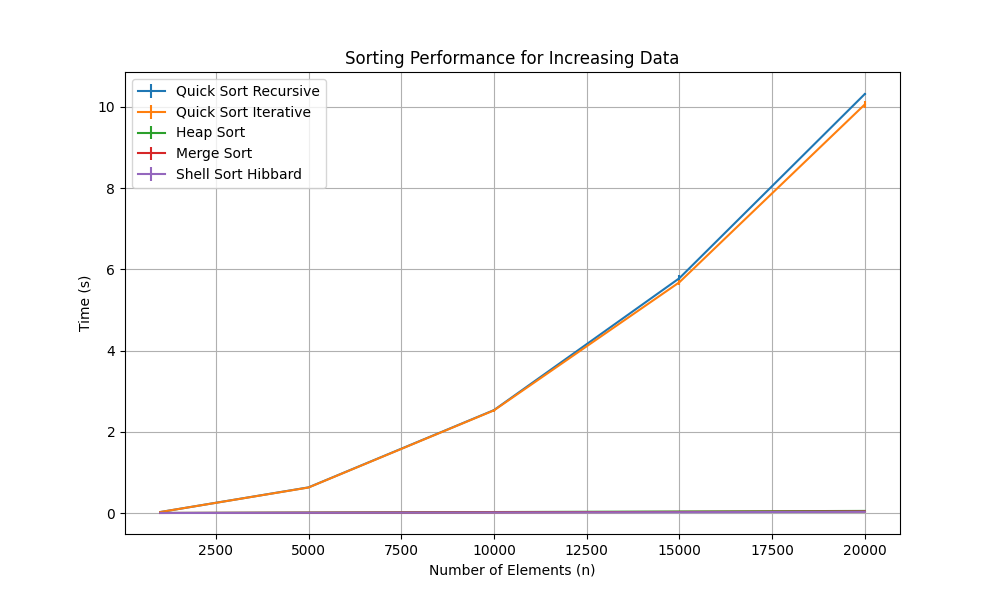 Sorting Performance for Increasing Data
Quick Sort Recursive
Quick Sort Iterative
Heap Sort
Merge Sort
Shell Sort Hibbard
10
8
6
4
2
0
Time (s)
2500 5000 7500 10000 12500 15000 17500 20000
Number of Elements (n)